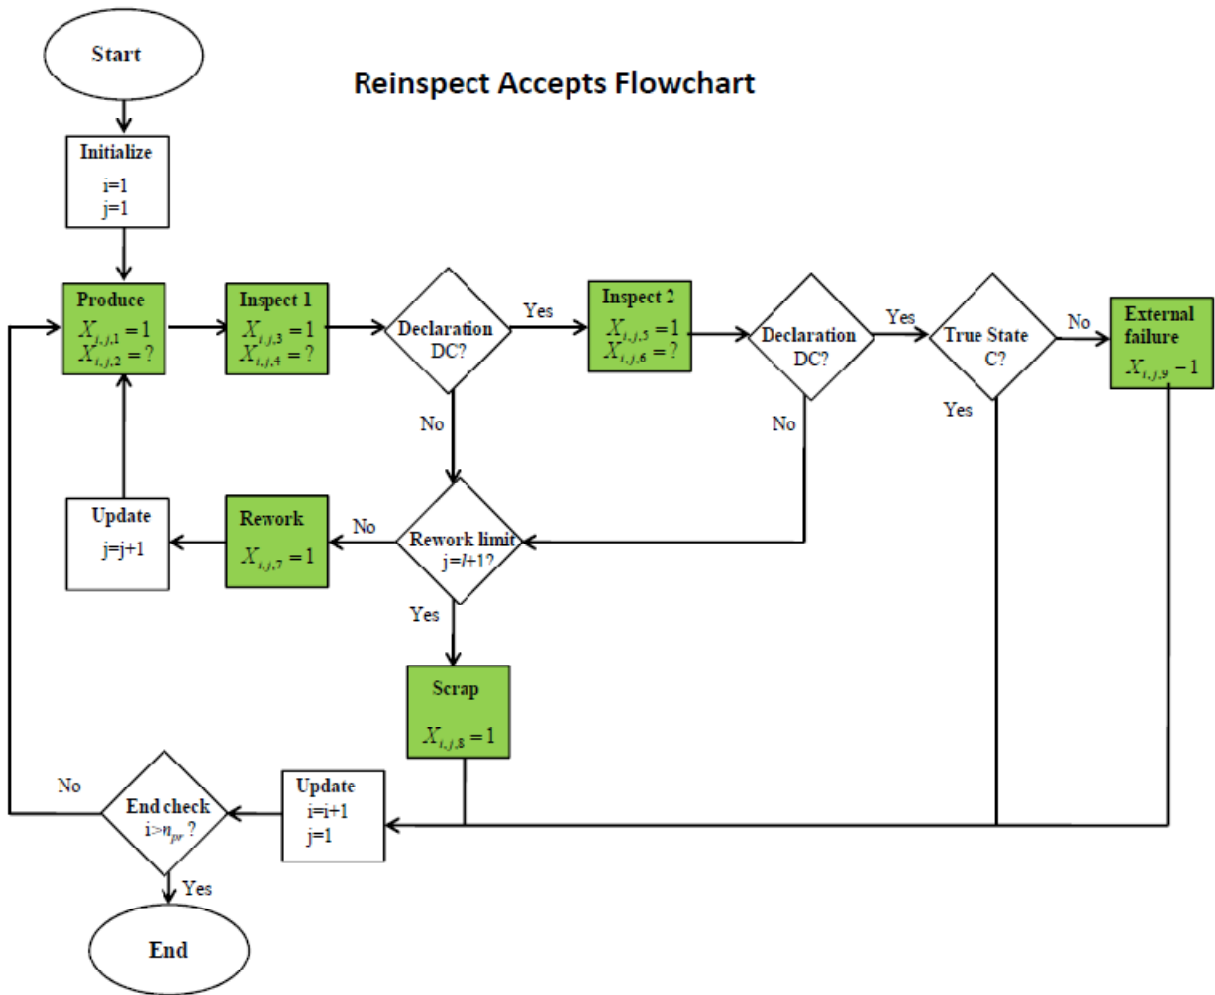 Start
Reinspect Accepts Flowchart
Initialize
i=1
j=1
Produce
X_{i,j,1} = 1
X_{i,j,2} = ?
Inspect 1
X_{i,j,3} = 1
X_{i,j,4} = ?
Declaration
DC?
Yes
Inspect 2
X_{i,j,5} = 1
X_{i,j,6} = ?
Declaration
DC?
Yes
True State
C?
No
External
failure
X_{i,j,9} − 1
No
No
Yes
Update
j=j+1
Rework
X_{i,j,7} = 1
No
Rework limit
j=l+1?
Yes
Scrap
X_{i,j,8} = 1
No
End check
i>n_{pr} ?
Update
i=i+1
j=1
Yes
End